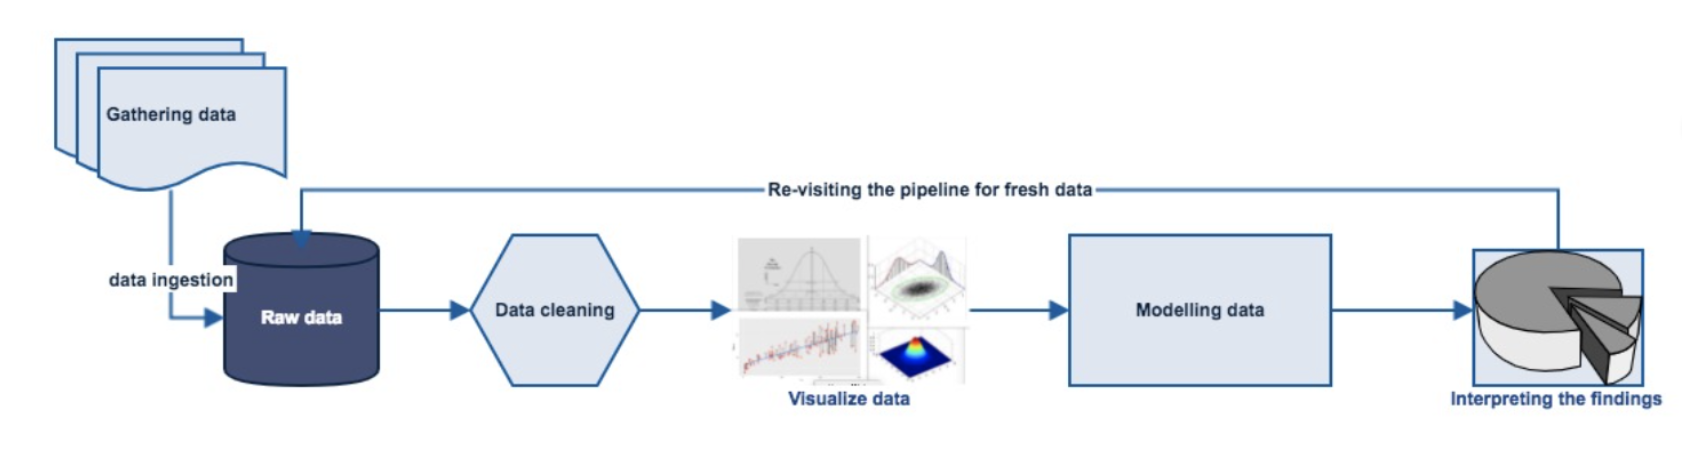 Gathering data
Re-visiting the pipeline for fresh data
data ingestion
Raw data
Data cleaning
Modelling data
Visualize data
Interpreting the findings